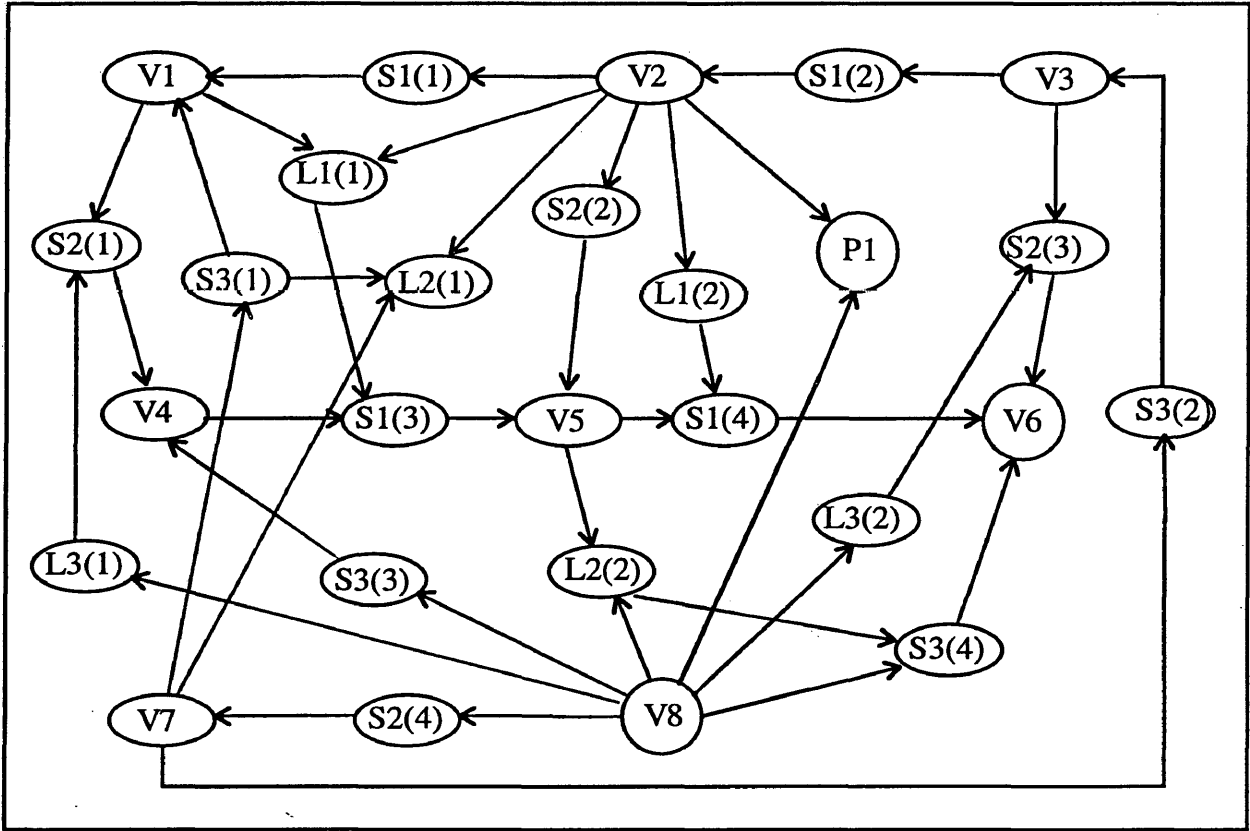 V1
S1(1)
V2
S1(2)
V3
L1(1)
S2(2)
S2(1)
P1
S2(3)
S3(1)
L2(1)
L1(2)
V4
S1(3)
V5
S1(4)
V6
S3(2)
L3(2)
L3(1)
S3(3)
L2(2)
S3(4)
V7
S2(4)
V8